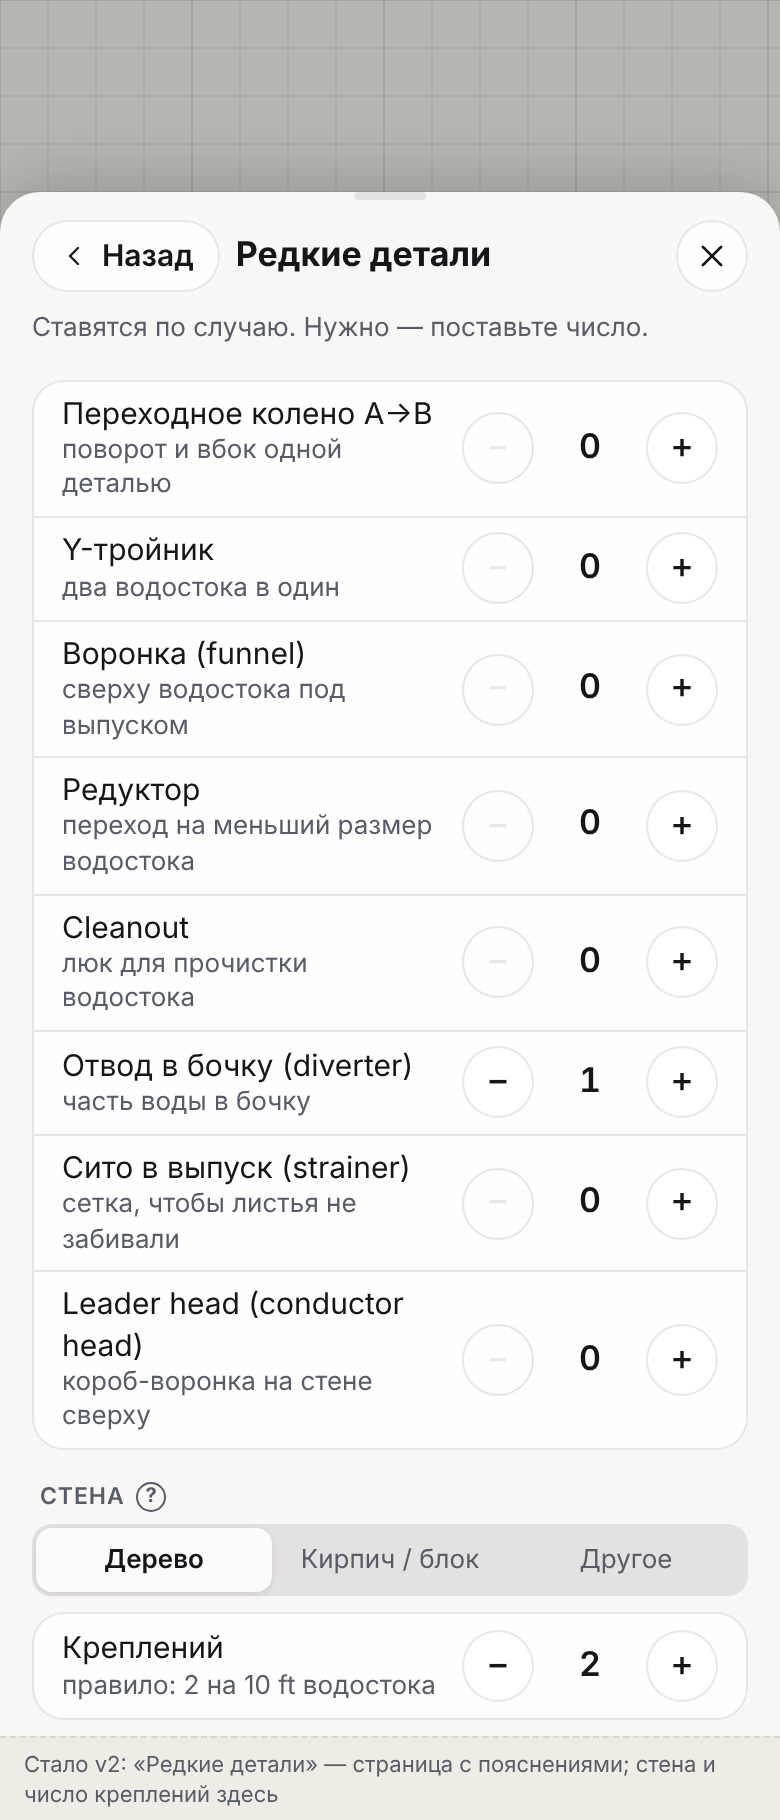 Назад
Редкие детали
Ставятся по случаю. Нужно — поставьте число.
Переходное колено A→B
поворот и вбок одной
деталью
− 0 +
Y-тройник
два водостока в один
− 0 +
Воронка (funnel)
сверху водостока под
выпуском
− 0 +
Редуктор
переход на меньший размер
водостока
− 0 +
Cleanout
люк для прочистки
водостока
− 0 +
Отвод в бочку (diverter)
часть воды в бочку
− 1 +
Сито в выпуск (strainer)
сетка, чтобы листья не
забивали
− 0 +
Leader head (conductor
head)
короб-воронка на стене
сверху
− 0 +
СТЕНА ?
Дерево
Кирпич / блок
Другое
Креплений
правило: 2 на 10 ft водостока
− 2 +
Стало v2: «Редкие детали» — страница с пояснениями; стена и
число креплений здесь